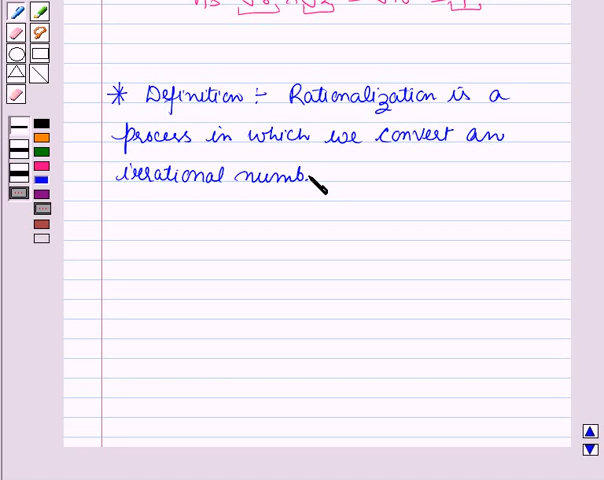 * Definition :- Rationalization is a
process in which we convert an
irrational numb